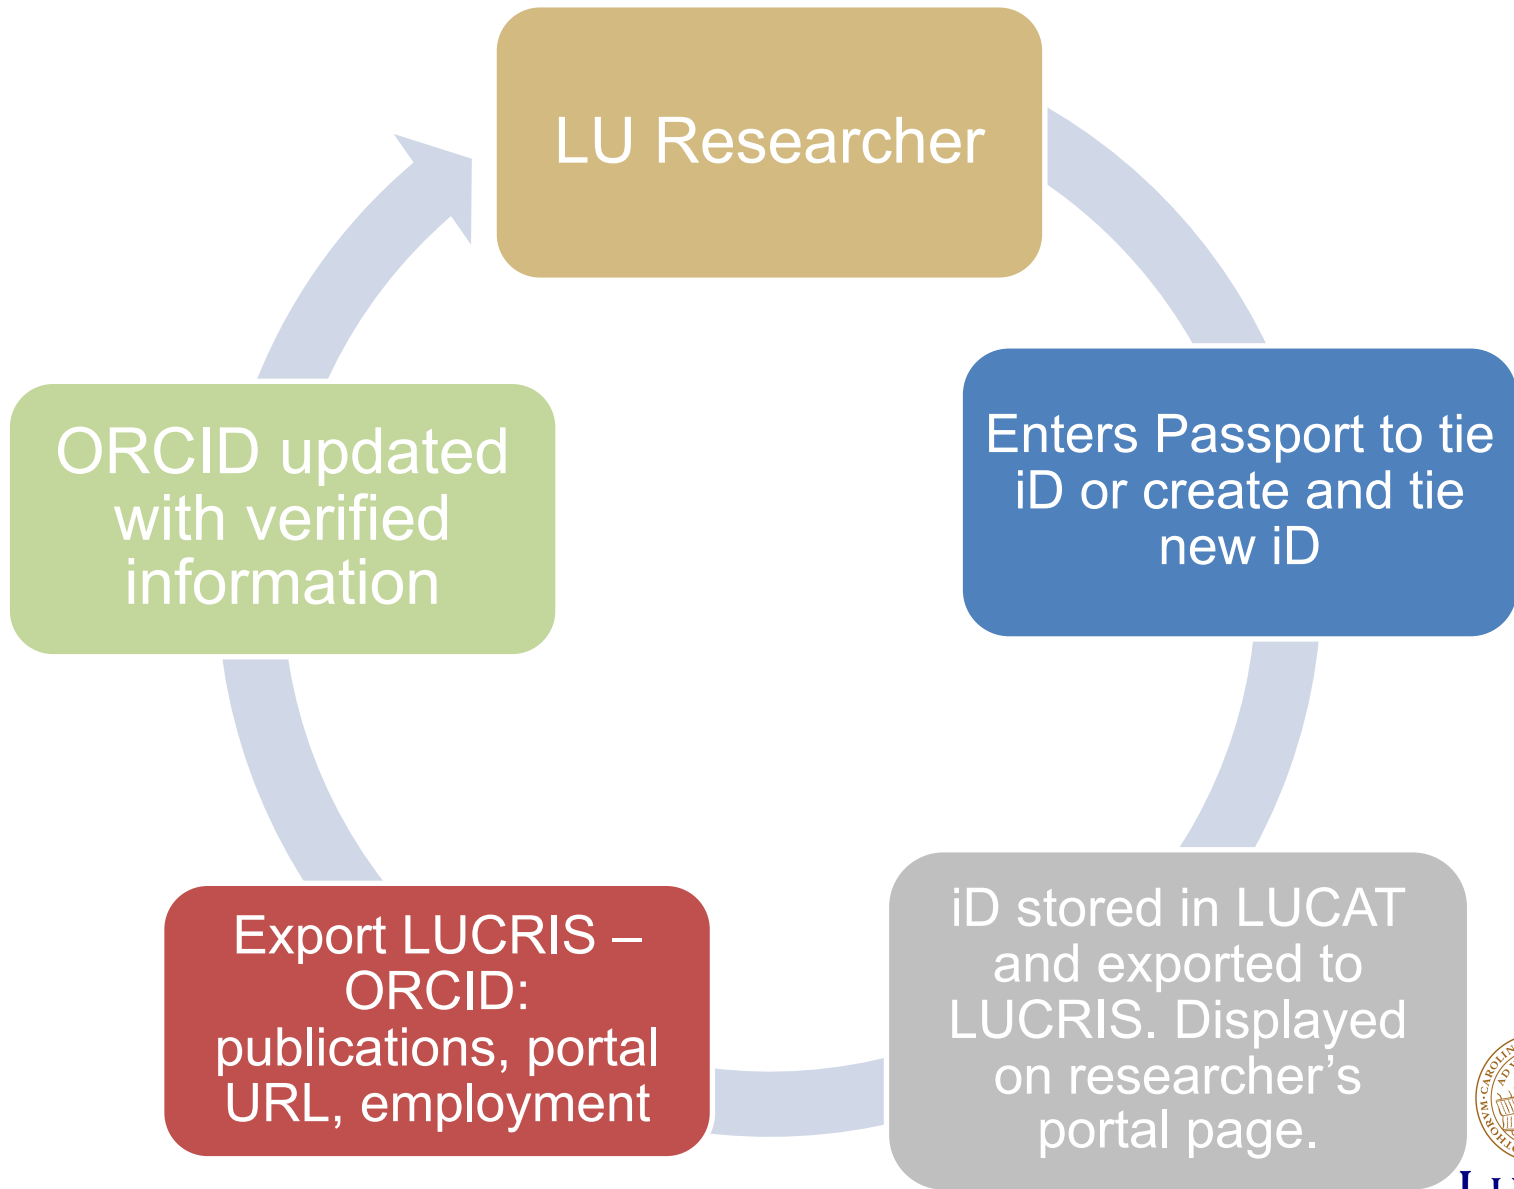 LU Researcher
Enters Passport to tie
iD or create and tie
new iD
iD stored in LUCAT
and exported to
LUCRIS. Displayed
on researcher’s
portal page.
Export LUCRIS –
ORCID:
publications, portal
URL, employment
ORCID updated
with verified
information